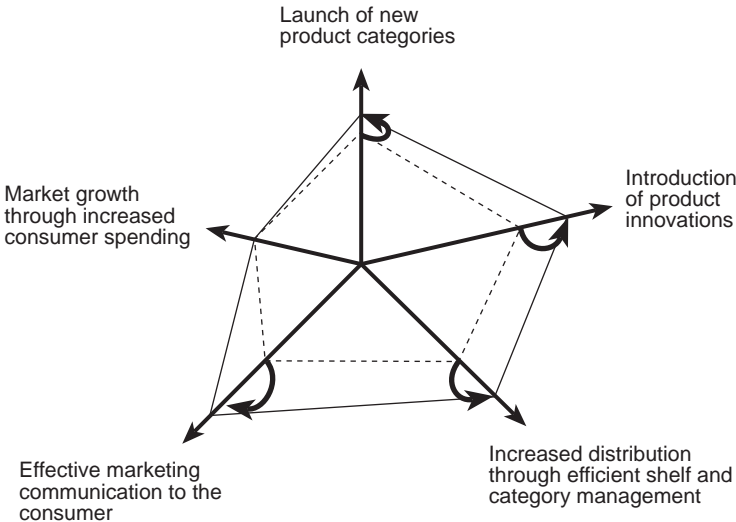 Launch of new
product categories
Introduction
of product
innovations
Market growth
through increased
consumer spending
Increased distribution
through efficient shelf and
category management
Effective marketing
communication to the
consumer